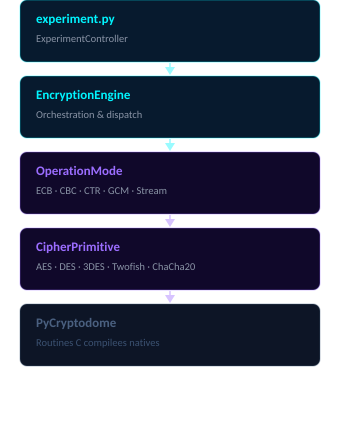 experiment.py
ExperimentController
EncryptionEngine
Orchestration & dispatch
OperationMode
ECB · CBC · CTR · GCM · Stream
CipherPrimitive
AES · DES · 3DES · Twofish · ChaCha20
PyCryptodome
Routines C compilees natives